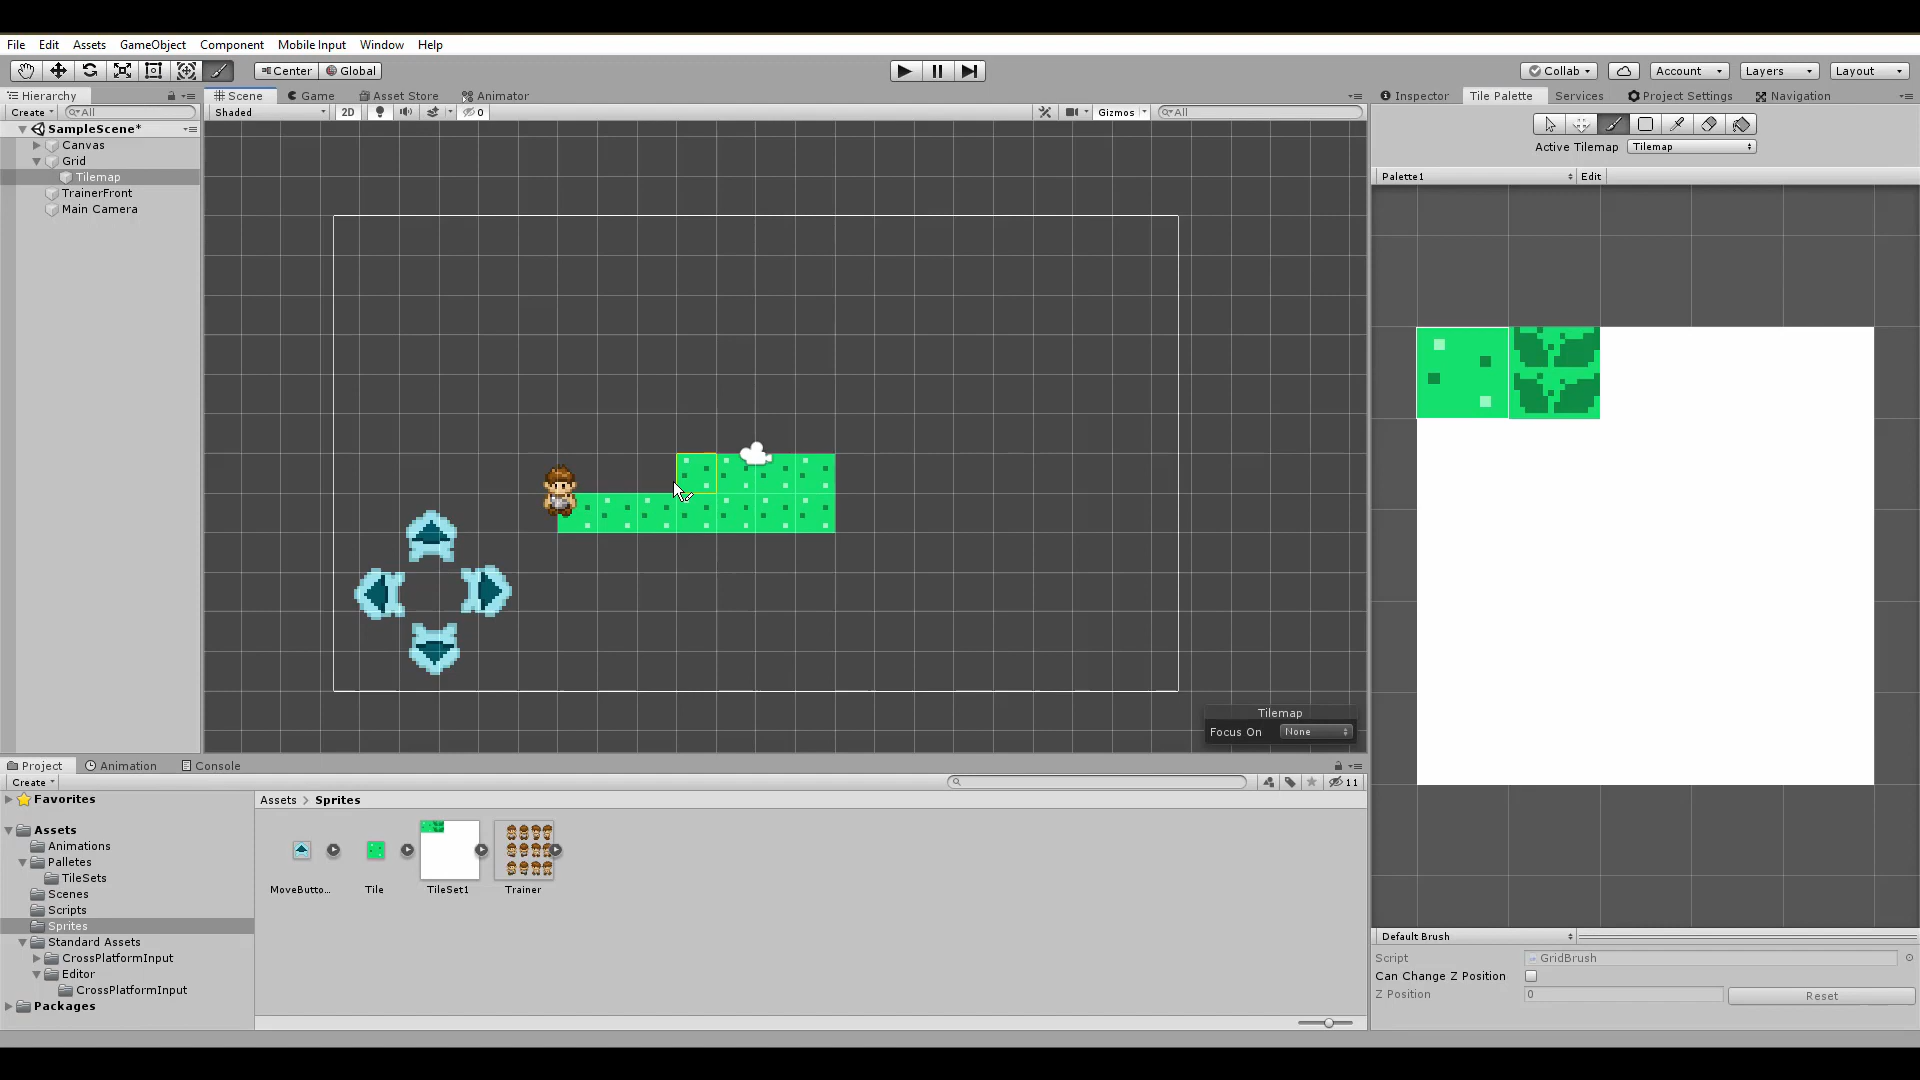 File Edit Assets GameObject Component Mobile Input Window Help
Center Global Collab Account Layers Layout
Hierarchy Scene Game Asset Store Animator Inspector Tile Palette Services Project Settings Navigation
Create All Shaded 2D 0 Gizmos All
SampleScene*
Canvas
Grid
Tilemap
TrainerFront
Main Camera
Active Tilemap Tilemap
Palette1 Edit
Tilemap
Focus On None
Project Animation Console
Create 11
Favorites
Assets
Animations
Palletes
TileSets
Scenes
Scripts
Sprites
Standard Assets
CrossPlatformInput
Editor
CrossPlatformInput
Packages
Assets > Sprites
MoveButto... Tile TileSet1 Trainer
Default Brush
Script GridBrush
Can Change Z Position
Z Position 0 Reset